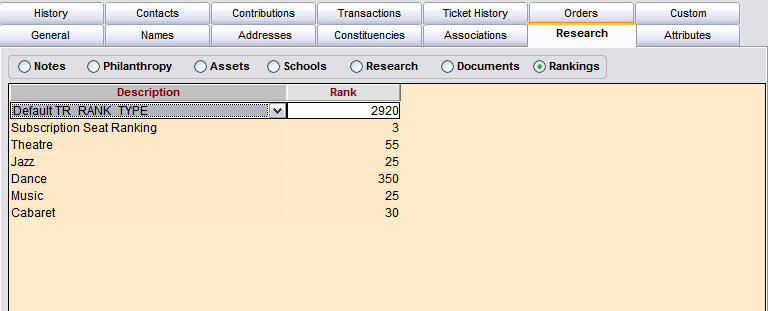 History Contacts Contributions Transactions Ticket History Orders Custom
General Names Addresses Constituencies Associations Research Attributes
Notes Philanthropy Assets Schools Research Documents Rankings
Description Rank
Default TR_RANK_TYPE 2920
Subscription Seat Ranking 3
Theatre 55
Jazz 25
Dance 350
Music 25
Cabaret 30